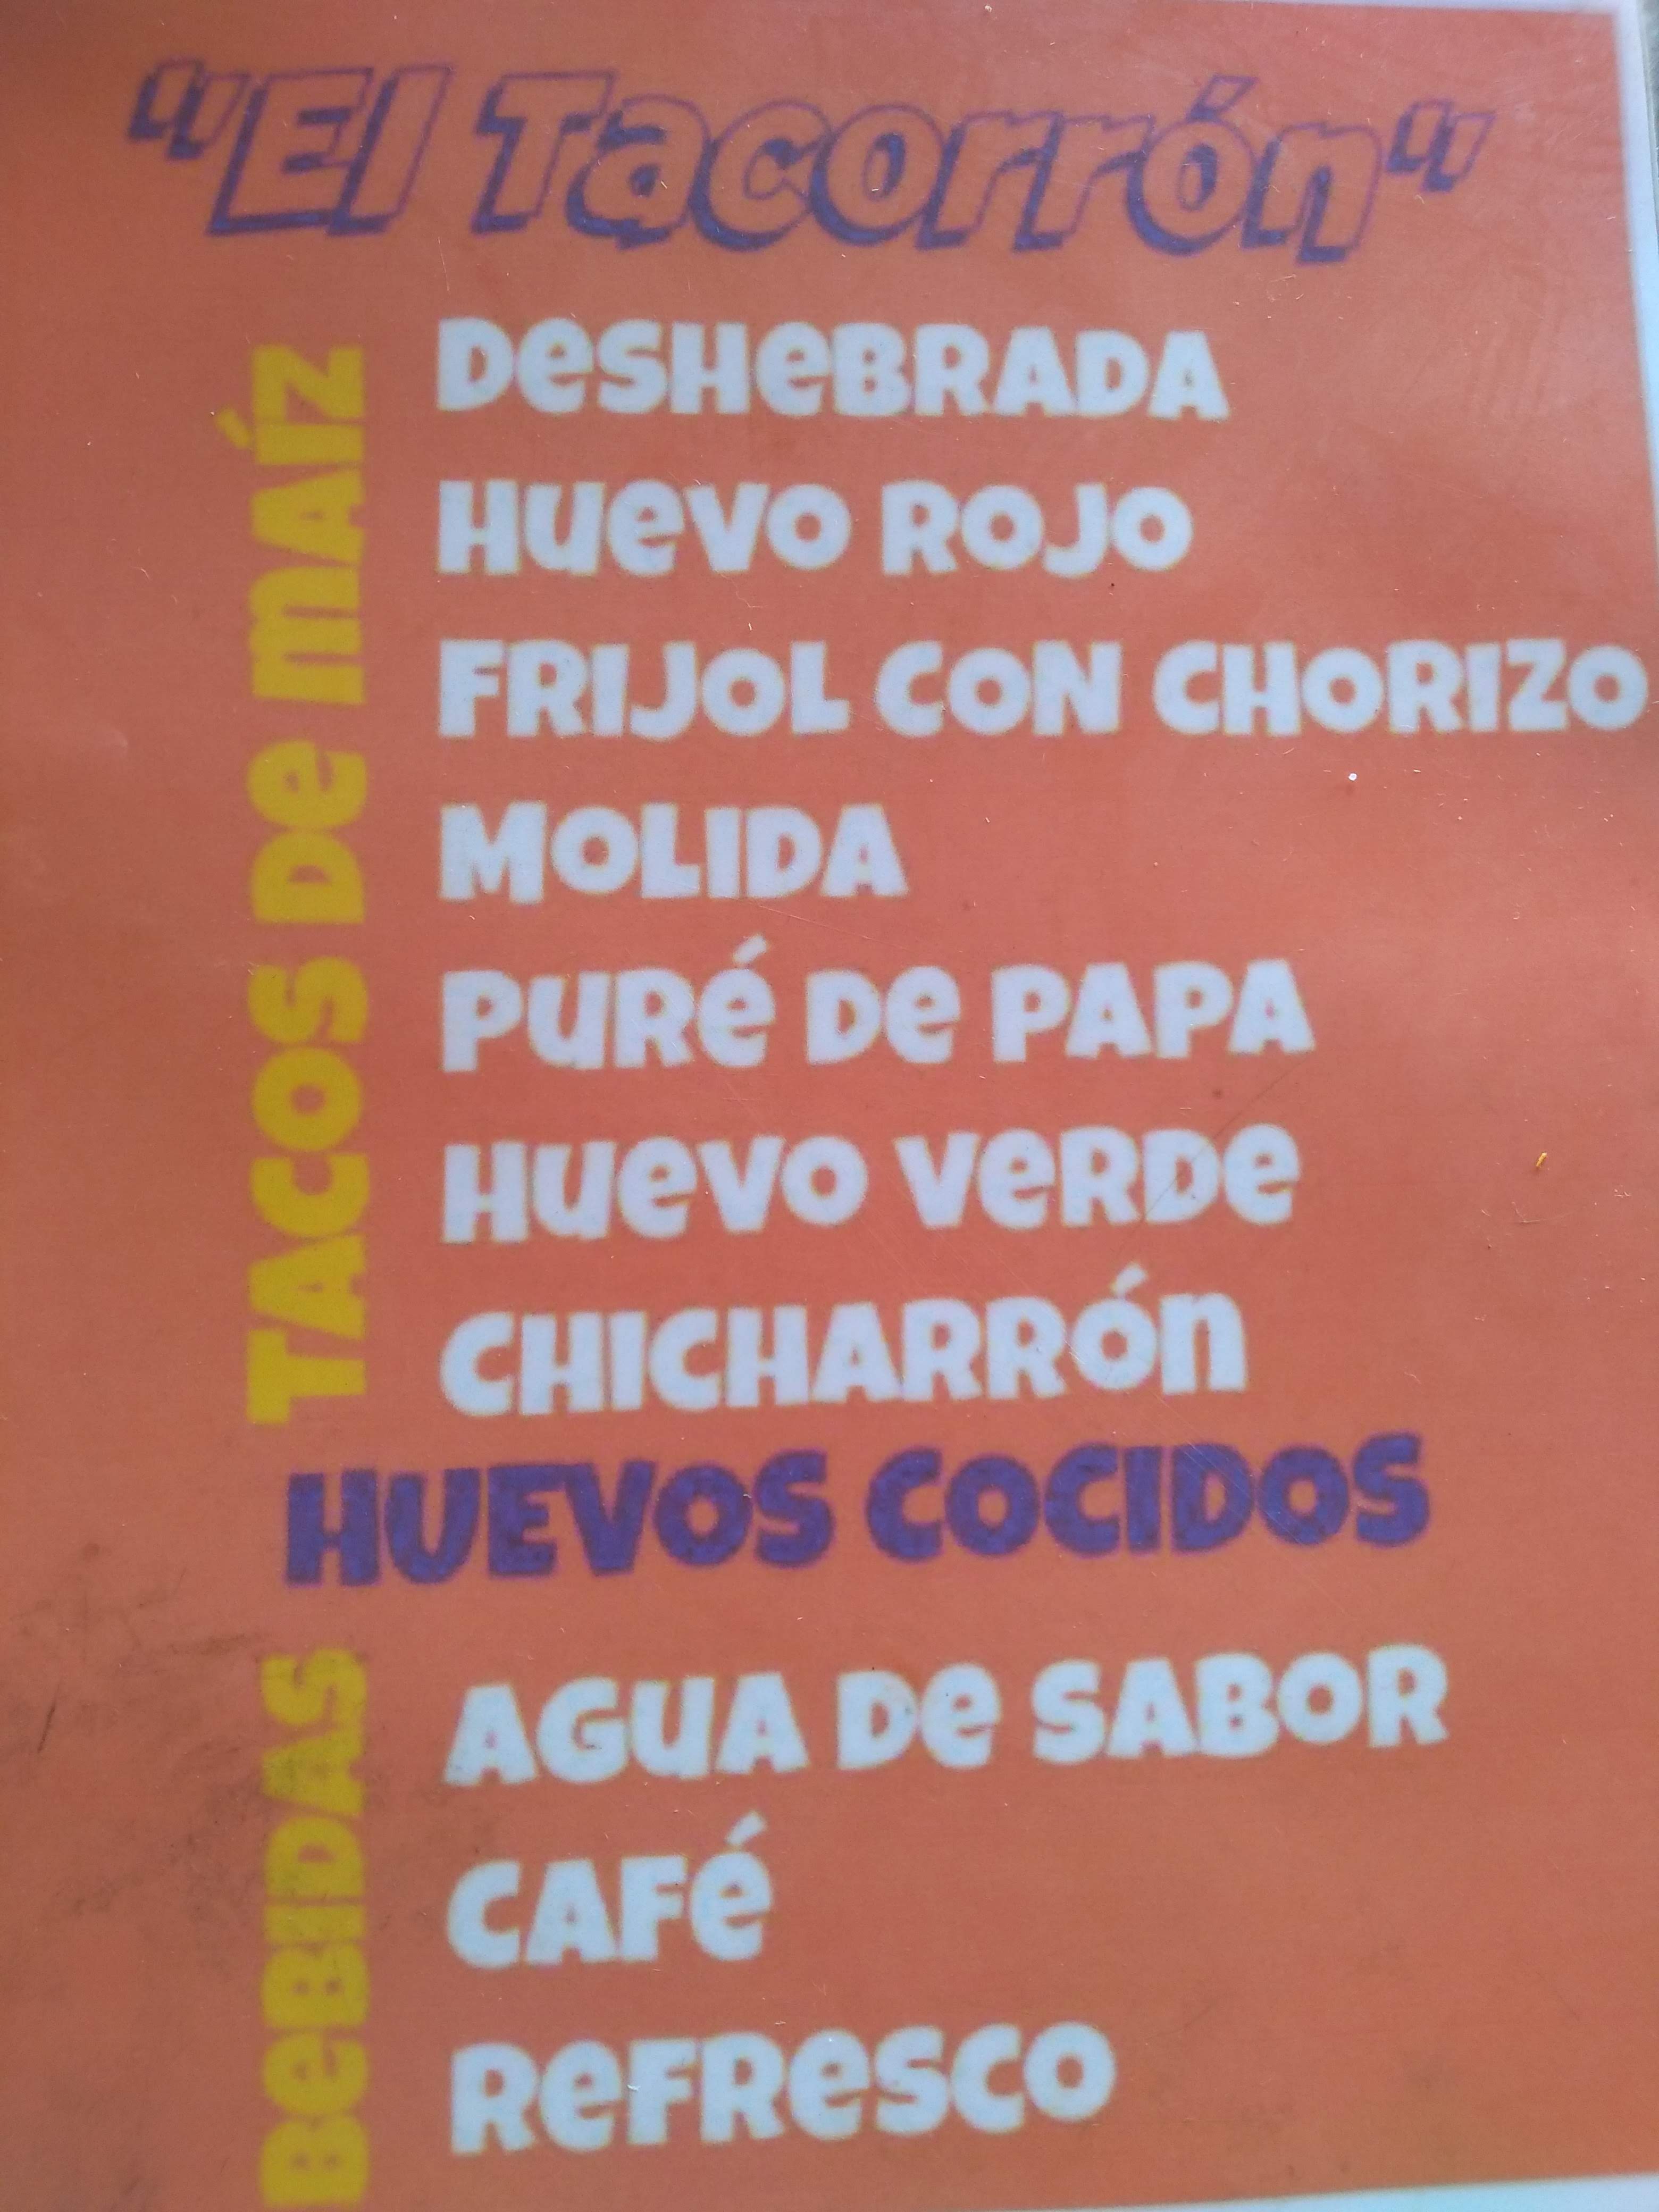 "El Tacorrón"
TACOS De mAÍZ
DesHeBRADA
Huevo ROJO
FRIJOL CON CHORIZO
MOLIDA
PuRé De PAPA
Huevo VeRDe
CHICHARRón
HUEVOS COCIDOS
BeBIDAS
AGuA De SABOR
CAFé
ReFResCO